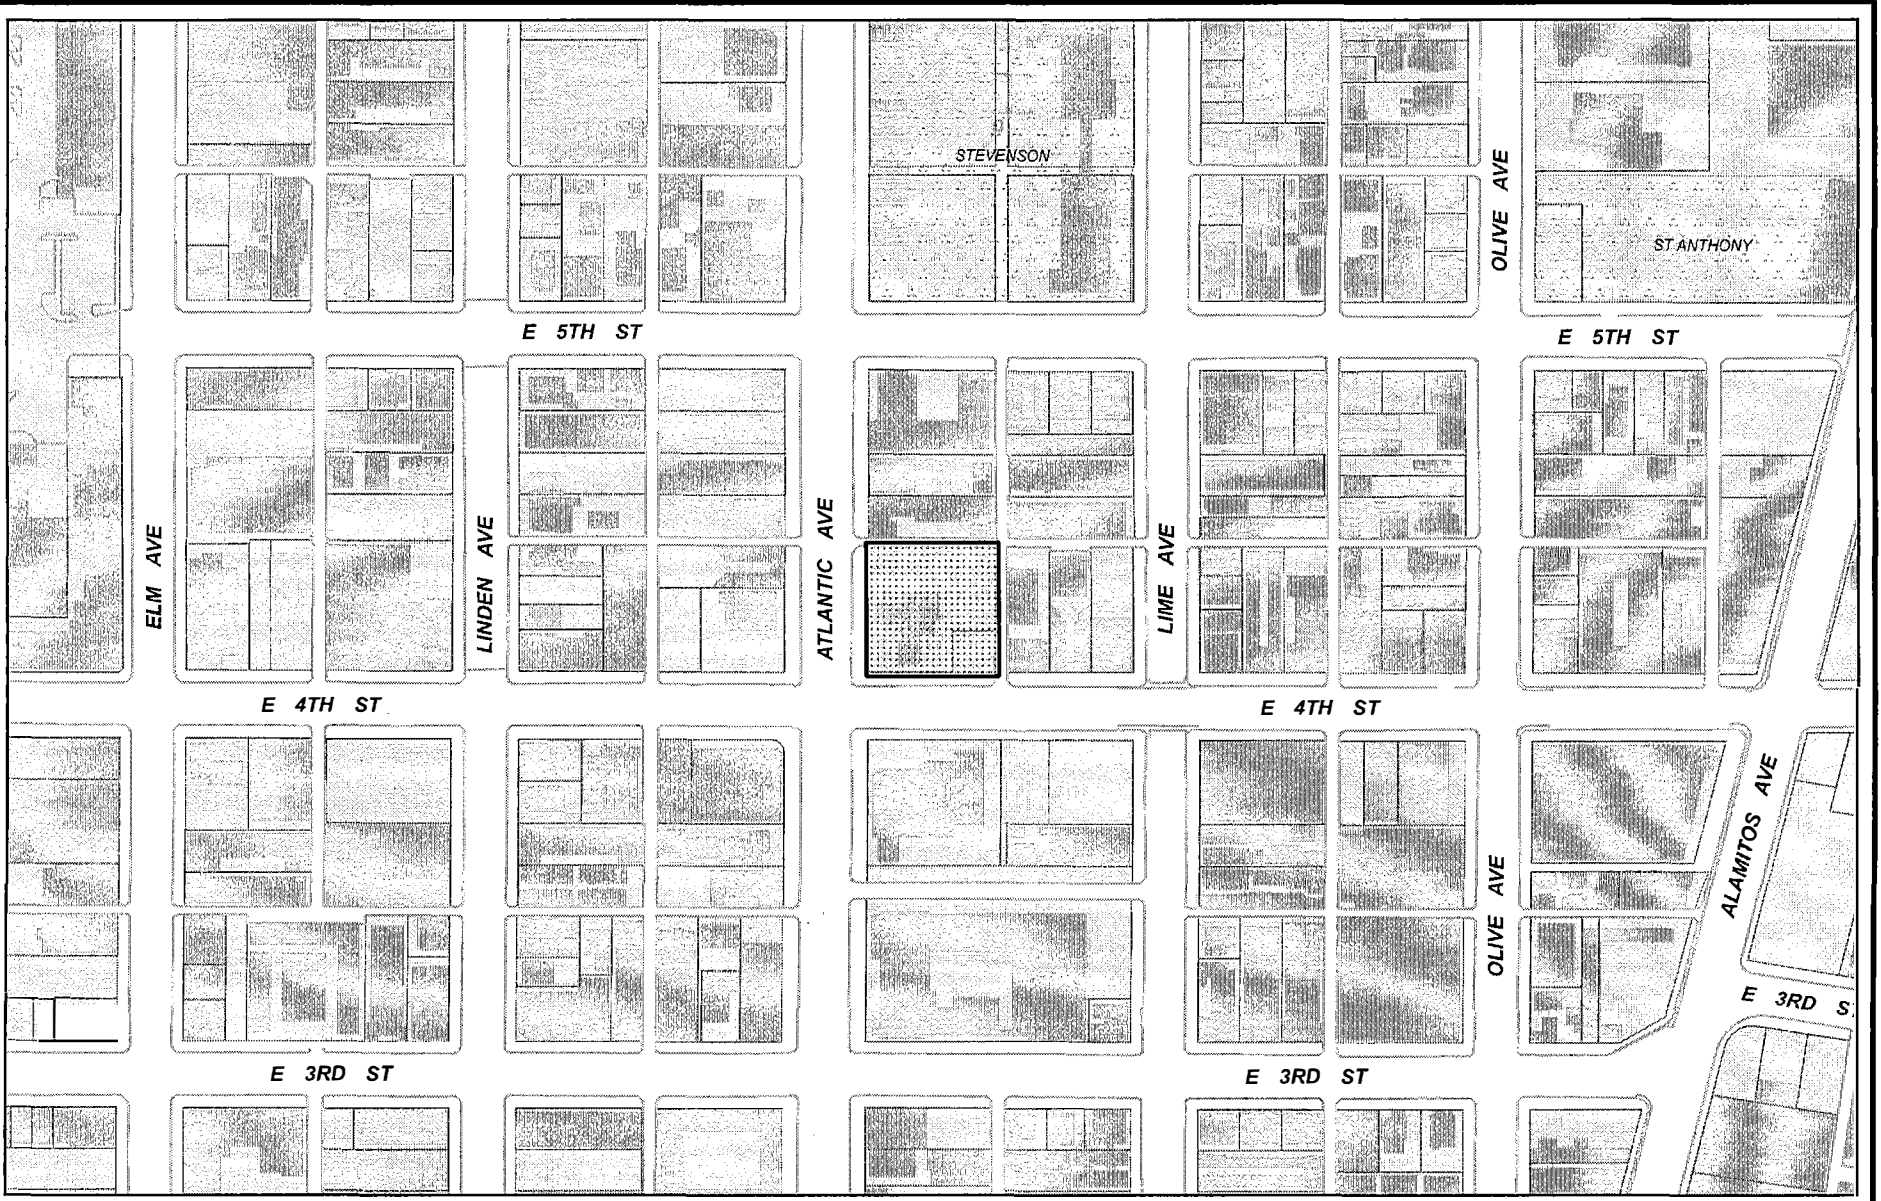 STEVENSON
OLIVE AVE
ST ANTHONY
E 5TH ST
E 5TH ST
ELM AVE
LINDEN AVE
ATLANTIC AVE
LIME AVE
E 4TH ST
E 4TH ST
ALAMITOS AVE
OLIVE AVE
E 3RD S
E 3RD ST
E 3RD ST